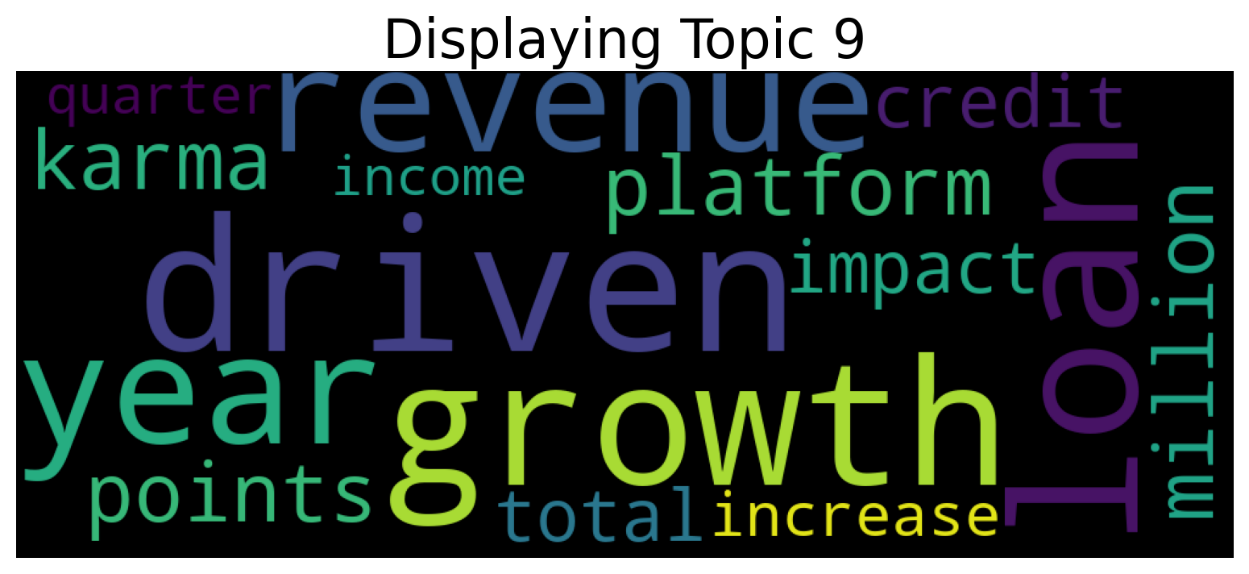 Displaying Topic 9
quarter revenue credit
karma income platform
driven impact loan million
year growth
points total increase